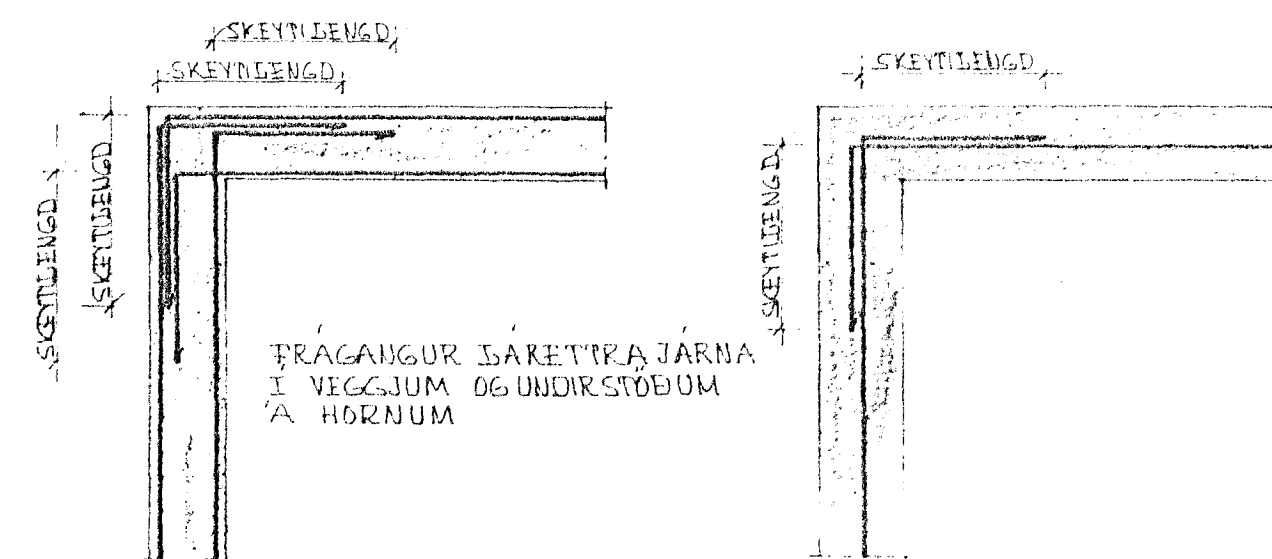 SKEYTILENGD
SKEYTILENGD
SKEYTILENGD
SKEYTILENGD
SKEYTILENGD
SKEYTILENGD
FRÁGANGUR LÁRÉTTRA JÁRNA
Í VEGGJUM OG UNDIRSTÖÐUM
Á HORNUM